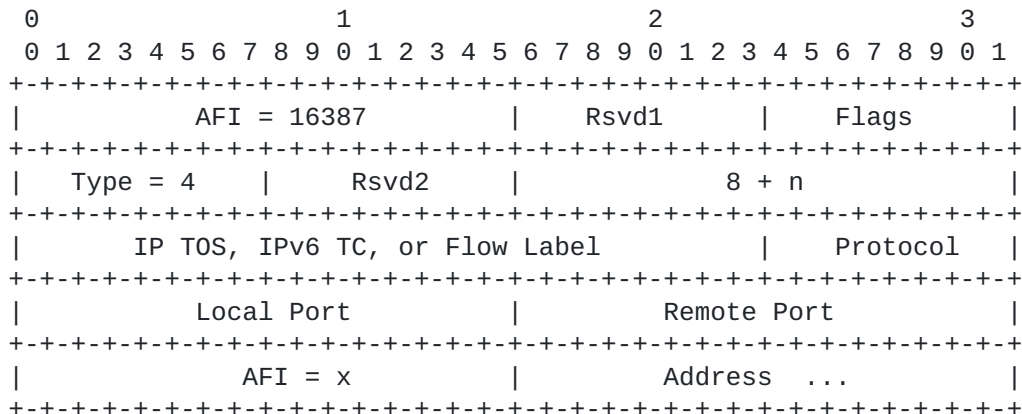 0                   1                   2                   3
 0 1 2 3 4 5 6 7 8 9 0 1 2 3 4 5 6 7 8 9 0 1 2 3 4 5 6 7 8 9 0 1
+-+-+-+-+-+-+-+-+-+-+-+-+-+-+-+-+-+-+-+-+-+-+-+-+-+-+-+-+-+-+-+-+
|           AFI = 16387         |    Rsvd1      |    Flags      |
+-+-+-+-+-+-+-+-+-+-+-+-+-+-+-+-+-+-+-+-+-+-+-+-+-+-+-+-+-+-+-+-+
|   Type = 4    |     Rsvd2     |             8 + n             |
+-+-+-+-+-+-+-+-+-+-+-+-+-+-+-+-+-+-+-+-+-+-+-+-+-+-+-+-+-+-+-+-+
|       IP TOS, IPv6 TC, or Flow Label          |    Protocol   |
+-+-+-+-+-+-+-+-+-+-+-+-+-+-+-+-+-+-+-+-+-+-+-+-+-+-+-+-+-+-+-+-+
|           Local Port          |         Remote Port           |
+-+-+-+-+-+-+-+-+-+-+-+-+-+-+-+-+-+-+-+-+-+-+-+-+-+-+-+-+-+-+-+-+
|              AFI = x          |         Address  ...          |
+-+-+-+-+-+-+-+-+-+-+-+-+-+-+-+-+-+-+-+-+-+-+-+-+-+-+-+-+-+-+-+-+